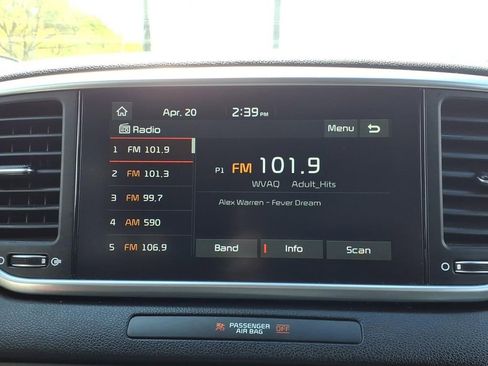 Apr. 20 2:39 PM
Radio Menu
1 FM 101.9
2 FM 101.3
3 FM 99.7
4 AM 590
5 FM 106.9
P1 FM 101.9
WVAQ Adult_Hits
Alex Warren - Fever Dream
Band Info Scan
PASSENGER
AIR BAG OFF